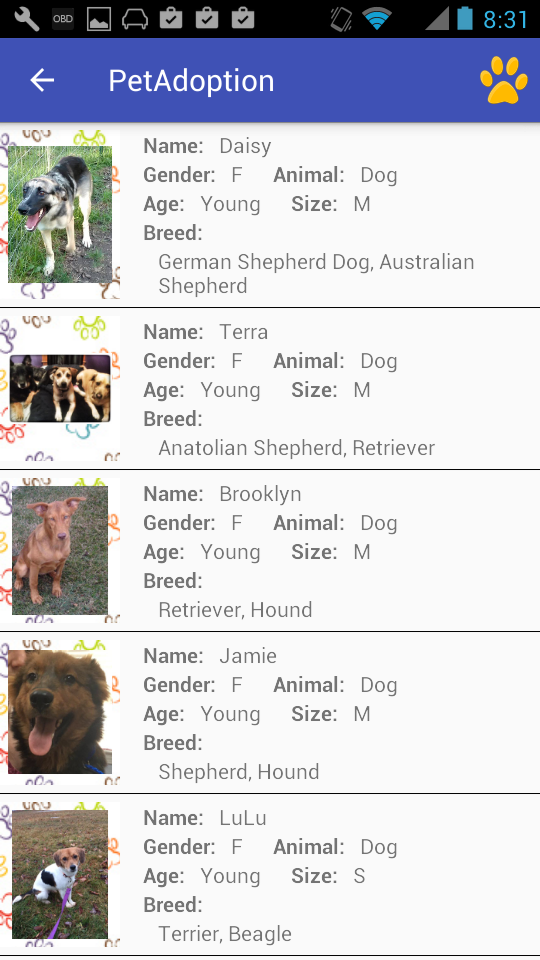 OBD 8:31
PetAdoption
Name: Daisy
Gender: F Animal: Dog
Age: Young Size: M
Breed:
German Shepherd Dog, Australian
Shepherd
Name: Terra
Gender: F Animal: Dog
Age: Young Size: M
Breed:
Anatolian Shepherd, Retriever
Name: Brooklyn
Gender: F Animal: Dog
Age: Young Size: M
Breed:
Retriever, Hound
Name: Jamie
Gender: F Animal: Dog
Age: Young Size: M
Breed:
Shepherd, Hound
Name: LuLu
Gender: F Animal: Dog
Age: Young Size: S
Breed:
Terrier, Beagle